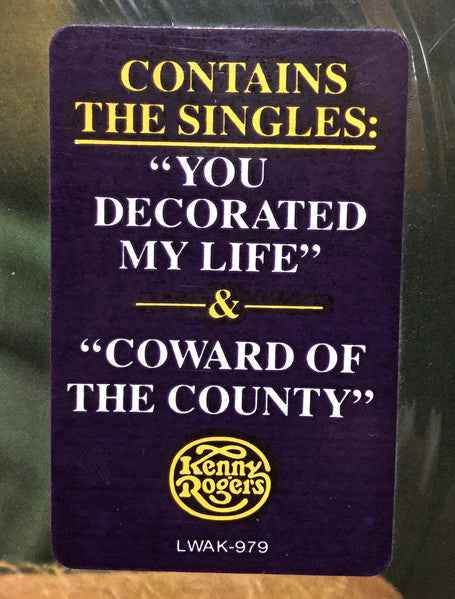 CONTAINS
THE SINGLES:
“YOU
DECORATED
MY LIFE”
&
“COWARD OF
THE COUNTY”
Kenny
Rogers
LWAK-979